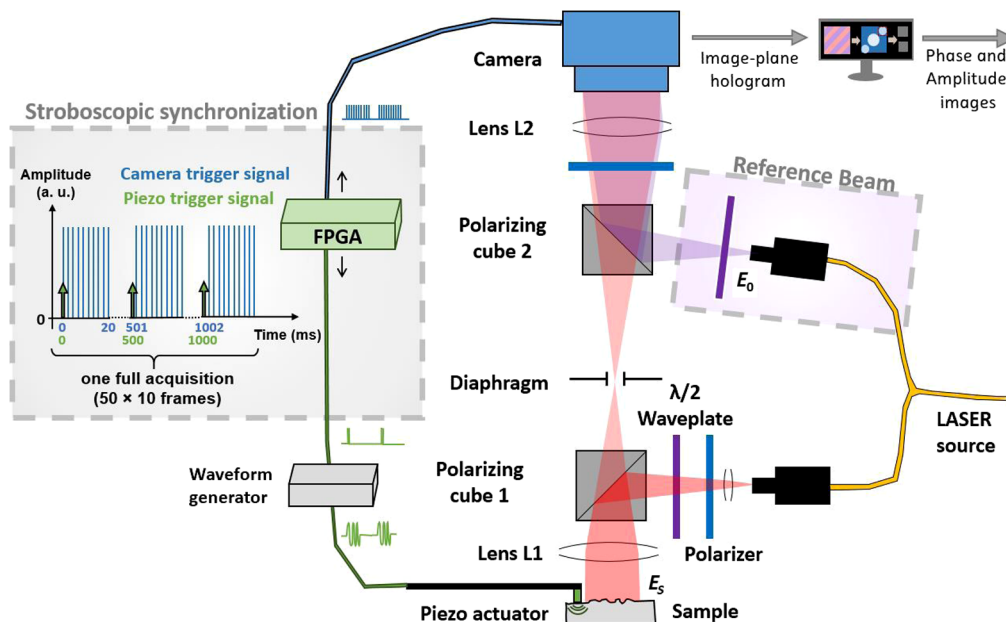 Camera
Image-plane
hologram
Phase and
Amplitude
images
Stroboscopic synchronization
Lens L2
Amplitude
(a. u.)
Camera trigger signal
Piezo trigger signal
Reference Beam
FPGA
Polarizing
cube 2
E0
0
0 20 501 1002
0 500 1000
Time (ms)
one full acquisition
(50 × 10 frames)
Diaphragm
λ/2
Waveplate
LASER
source
Waveform
generator
Polarizing
cube 1
Lens L1
Polarizer
Es
Piezo actuator
Sample